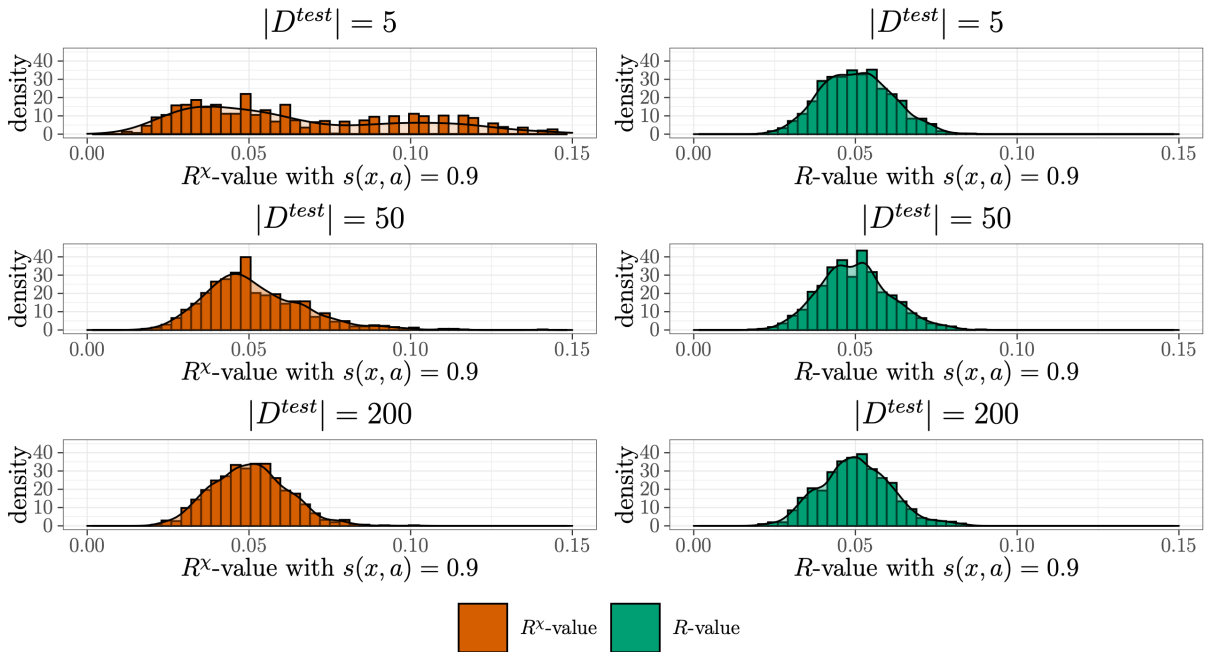 |D^{test}| = 5
density
40
30
20
10
0
0.00 0.05 0.10 0.15
R^χ-value with s(x, a) = 0.9
|D^{test}| = 5
density
40
30
20
10
0
0.00 0.05 0.10 0.15
R-value with s(x, a) = 0.9
|D^{test}| = 50
density
40
30
20
10
0
0.00 0.05 0.10 0.15
R^χ-value with s(x, a) = 0.9
|D^{test}| = 50
density
40
30
20
10
0
0.00 0.05 0.10 0.15
R-value with s(x, a) = 0.9
|D^{test}| = 200
density
40
30
20
10
0
0.00 0.05 0.10 0.15
R^χ-value with s(x, a) = 0.9
|D^{test}| = 200
density
40
30
20
10
0
0.00 0.05 0.10 0.15
R-value with s(x, a) = 0.9
R^χ-value R-value